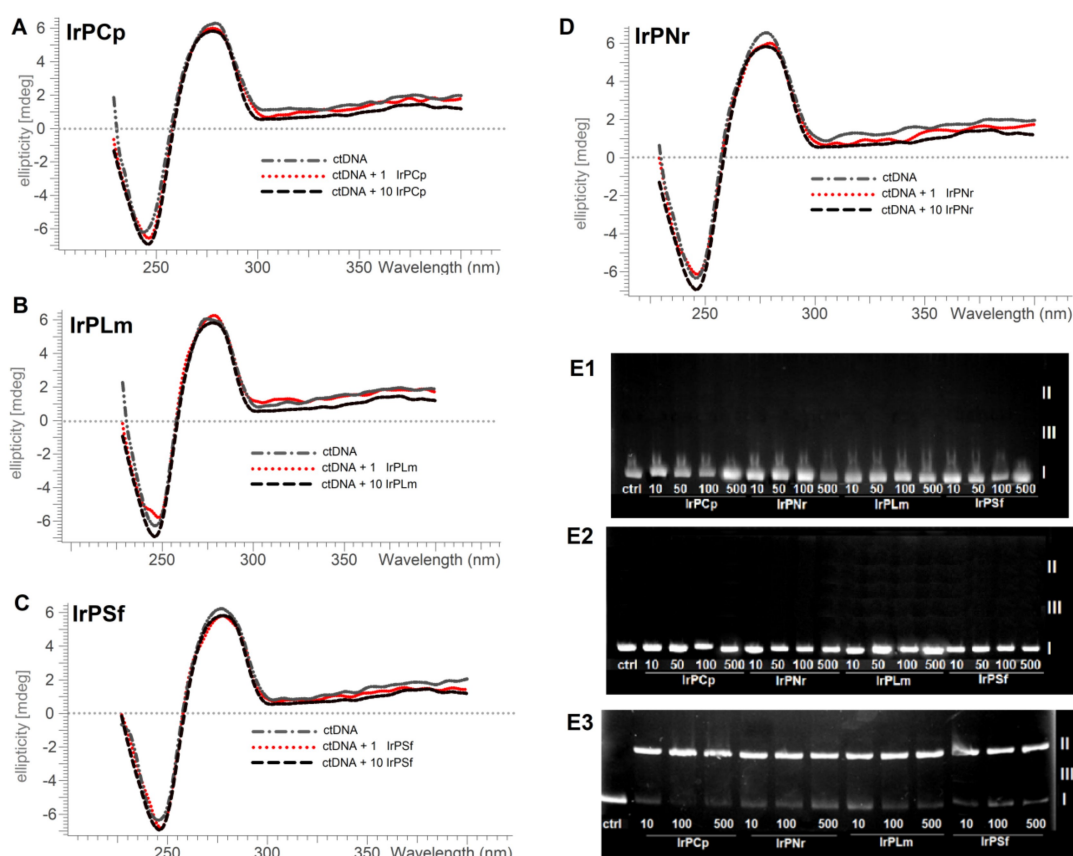 A
IrPCp
ellipticity [mdeg]
6
4
2
0
-2
-4
-6
ctDNA
ctDNA + 1 IrPCp
ctDNA + 10 IrPCp
250 300 350 Wavelength (nm)
B
IrPLm
ellipticity [mdeg]
6
4
2
0
-2
-4
-6
ctDNA
ctDNA + 1 IrPLm
ctDNA + 10 IrPLm
250 300 350 Wavelength (nm)
C
IrPSf
ellipticity [mdeg]
6
4
2
0
-2
-4
-6
ctDNA
ctDNA + 1 IrPSf
ctDNA + 10 IrPSf
250 300 350 Wavelength (nm)
D
IrPNr
ellipticity [mdeg]
6
4
2
0
-2
-4
-6
ctDNA
ctDNA + 1 IrPNr
ctDNA + 10 IrPNr
250 300 350 Wavelength (nm)
E1
II
III
I
ctrl 10 50 100 500 10 50 100 500 10 50 100 500 10 50 100 500
IrPCp IrPNr IrPLm IrPSf
E2
II
III
I
ctrl 10 50 100 500 10 50 100 500 10 50 100 500 10 50 100 500
IrPCp IrPNr IrPLm IrPSf
E3
II
III
I
ctrl 10 100 500 10 100 500 10 100 500 10 100 500
IrPCp IrPNr IrPLm IrPSf